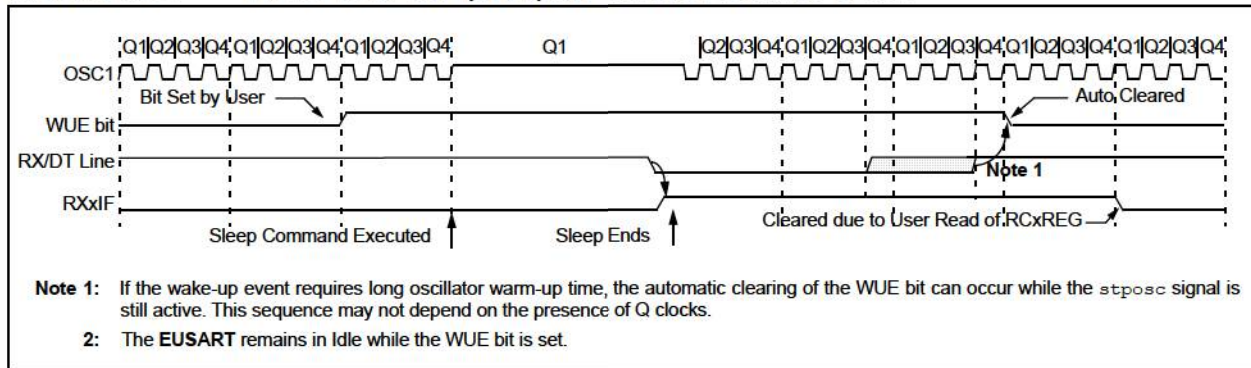 Q1 Q2 Q3 Q4 Q1 Q2 Q3 Q4 Q1 Q2 Q3 Q4 Q1 Q2 Q3 Q4 Q1 Q2 Q3 Q4 Q1 Q2 Q3 Q4 Q1 Q2 Q3 Q4 Q1 Q2 Q3 Q4
OSC1
Bit Set by User
Auto Cleared
WUE bit
RX/DT Line
Note 1
RXxIF
Cleared due to User Read of RCxREG
Sleep Command Executed
Sleep Ends
Note 1: If the wake-up event requires long oscillator warm-up time, the automatic clearing of the WUE bit can occur while the stposc signal is
still active. This sequence may not depend on the presence of Q clocks.
2: The EUSART remains in Idle while the WUE bit is set.